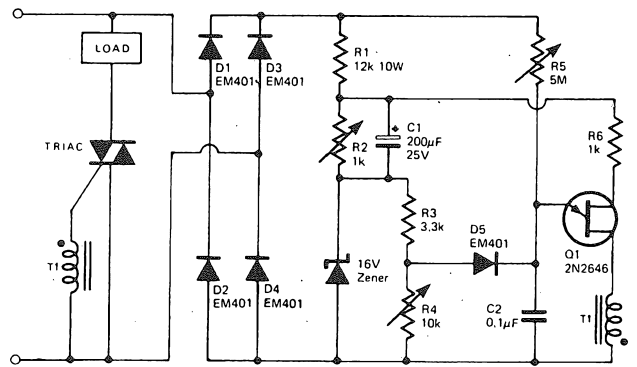 LOAD
TRIAC
T1
D1
EM401
D3
EM401
D2
EM401
D4
EM401
R1
12k 10W
R2
1k
+
C1
200µF
25V
16V
Zener
R3
3.3k
R4
10k
D5
EM401
R5
5M
R6
1k
Q1
2N2646
C2
0.1µF
T1